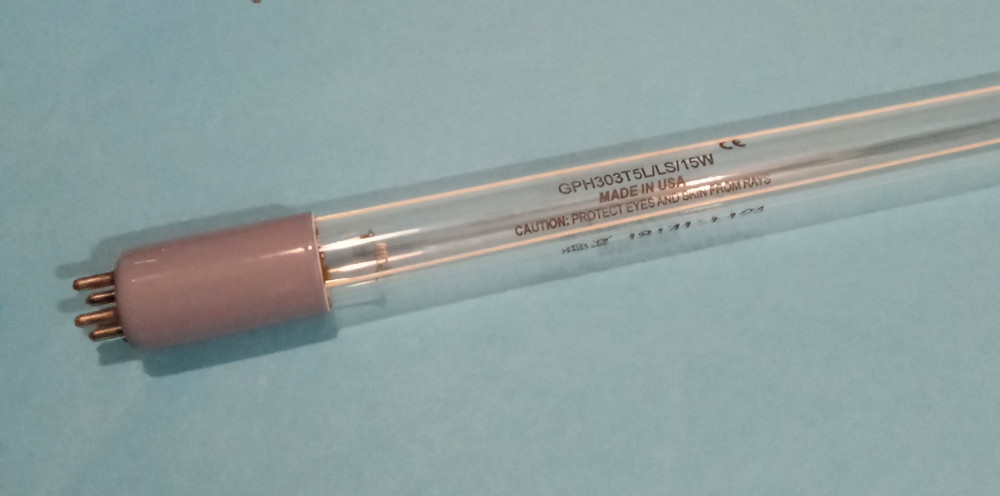 GPH303T5L/LS/15W CE
MADE IN USA
CAUTION: PROTECT EYES AND SKIN FROM RAYS